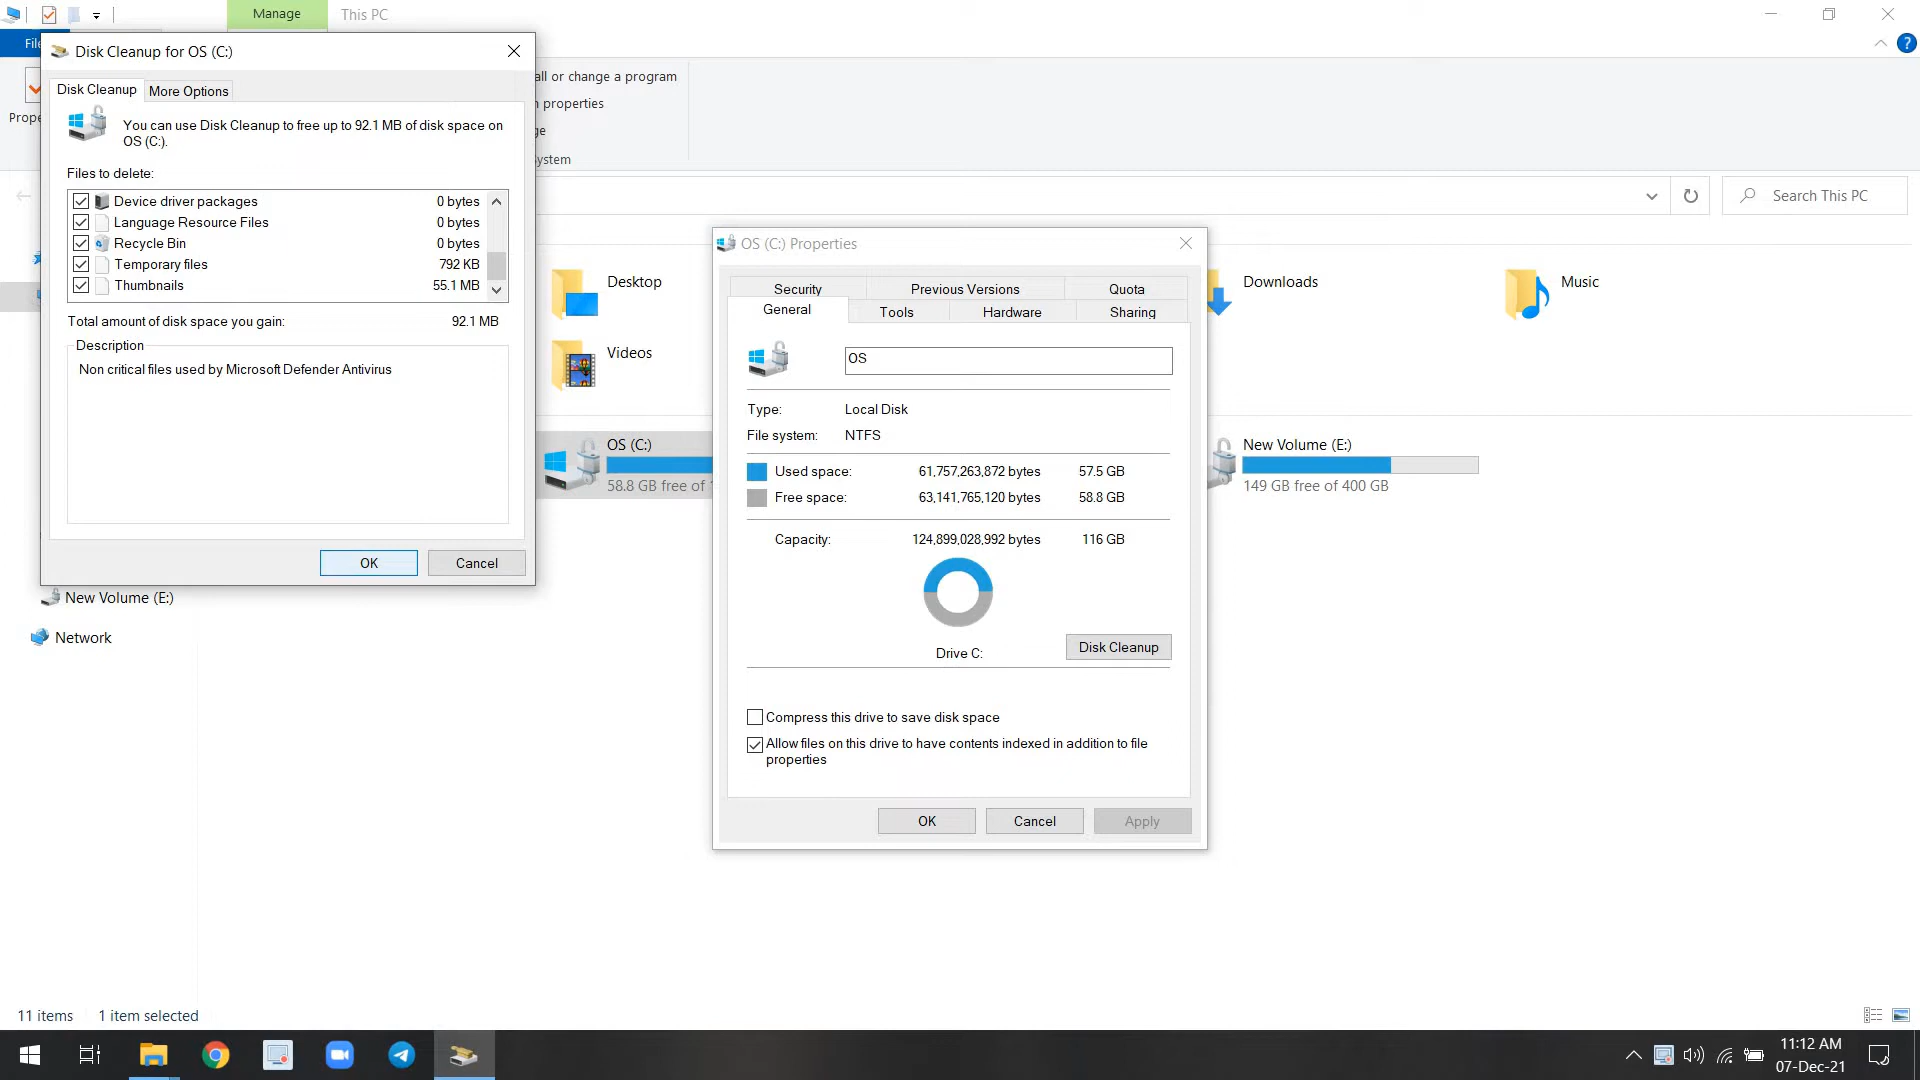 Manage
This PC
File
Disk Cleanup for OS (C:)
Disk Cleanup
More Options
You can use Disk Cleanup to free up to 92.1 MB of disk space on
OS (C:).
Files to delete:
Device driver packages 0 bytes
Language Resource Files 0 bytes
Recycle Bin 0 bytes
Temporary files 792 KB
Thumbnails 55.1 MB
Total amount of disk space you gain: 92.1 MB
Description
Non critical files used by Microsoft Defender Antivirus
OK
Cancel
Prope
all or change a program
properties
ge
system
Search This PC
Desktop
Downloads
Music
Videos
OS (C:)
58.8 GB free of
New Volume (E:)
149 GB free of 400 GB
OS (C:) Properties
Security
Previous Versions
Quota
General
Tools
Hardware
Sharing
OS
Type: Local Disk
File system: NTFS
Used space: 61,757,263,872 bytes 57.5 GB
Free space: 63,141,765,120 bytes 58.8 GB
Capacity: 124,899,028,992 bytes 116 GB
Drive C:
Disk Cleanup
Compress this drive to save disk space
Allow files on this drive to have contents indexed in addition to file
properties
OK
Cancel
Apply
New Volume (E:)
Network
11 items
1 item selected
11:12 AM
07-Dec-21